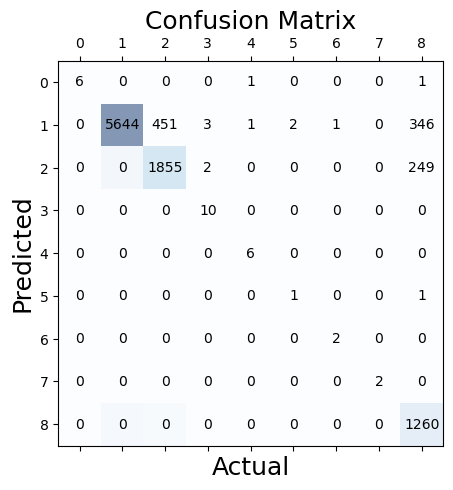 Confusion Matrix
0 1 2 3 4 5 6 7 8
0 6 0 0 0 1 0 0 0 1
1 0 5644 451 3 1 2 1 0 346
2 0 0 1855 2 0 0 0 0 249
3 0 0 0 10 0 0 0 0 0
4 0 0 0 0 6 0 0 0 0
5 0 0 0 0 0 1 0 0 1
6 0 0 0 0 0 0 2 0 0
7 0 0 0 0 0 0 0 2 0
8 0 0 0 0 0 0 0 0 1260
Predicted
Actual